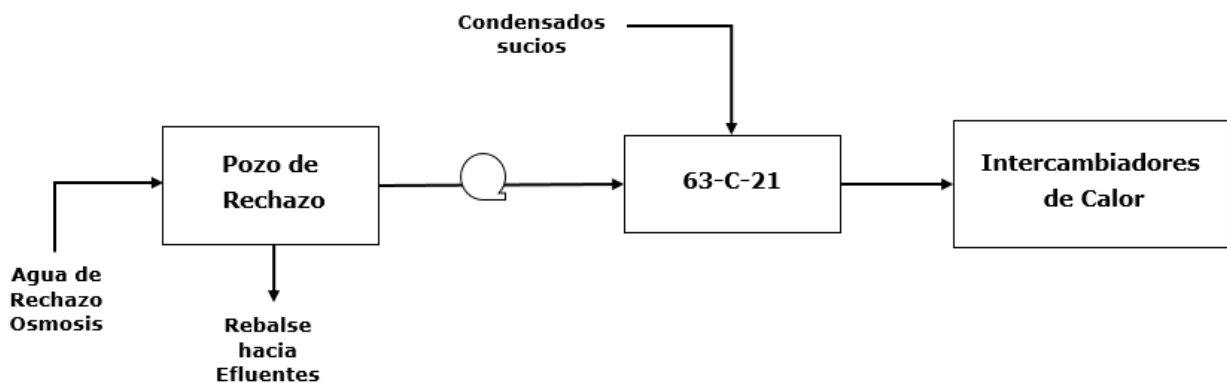 Condensados
sucios
Pozo de
Rechazo
63-C-21
Intercambiadores
de Calor
Agua de
Rechazo
Osmosis
Rebalse
hacia
Efluentes